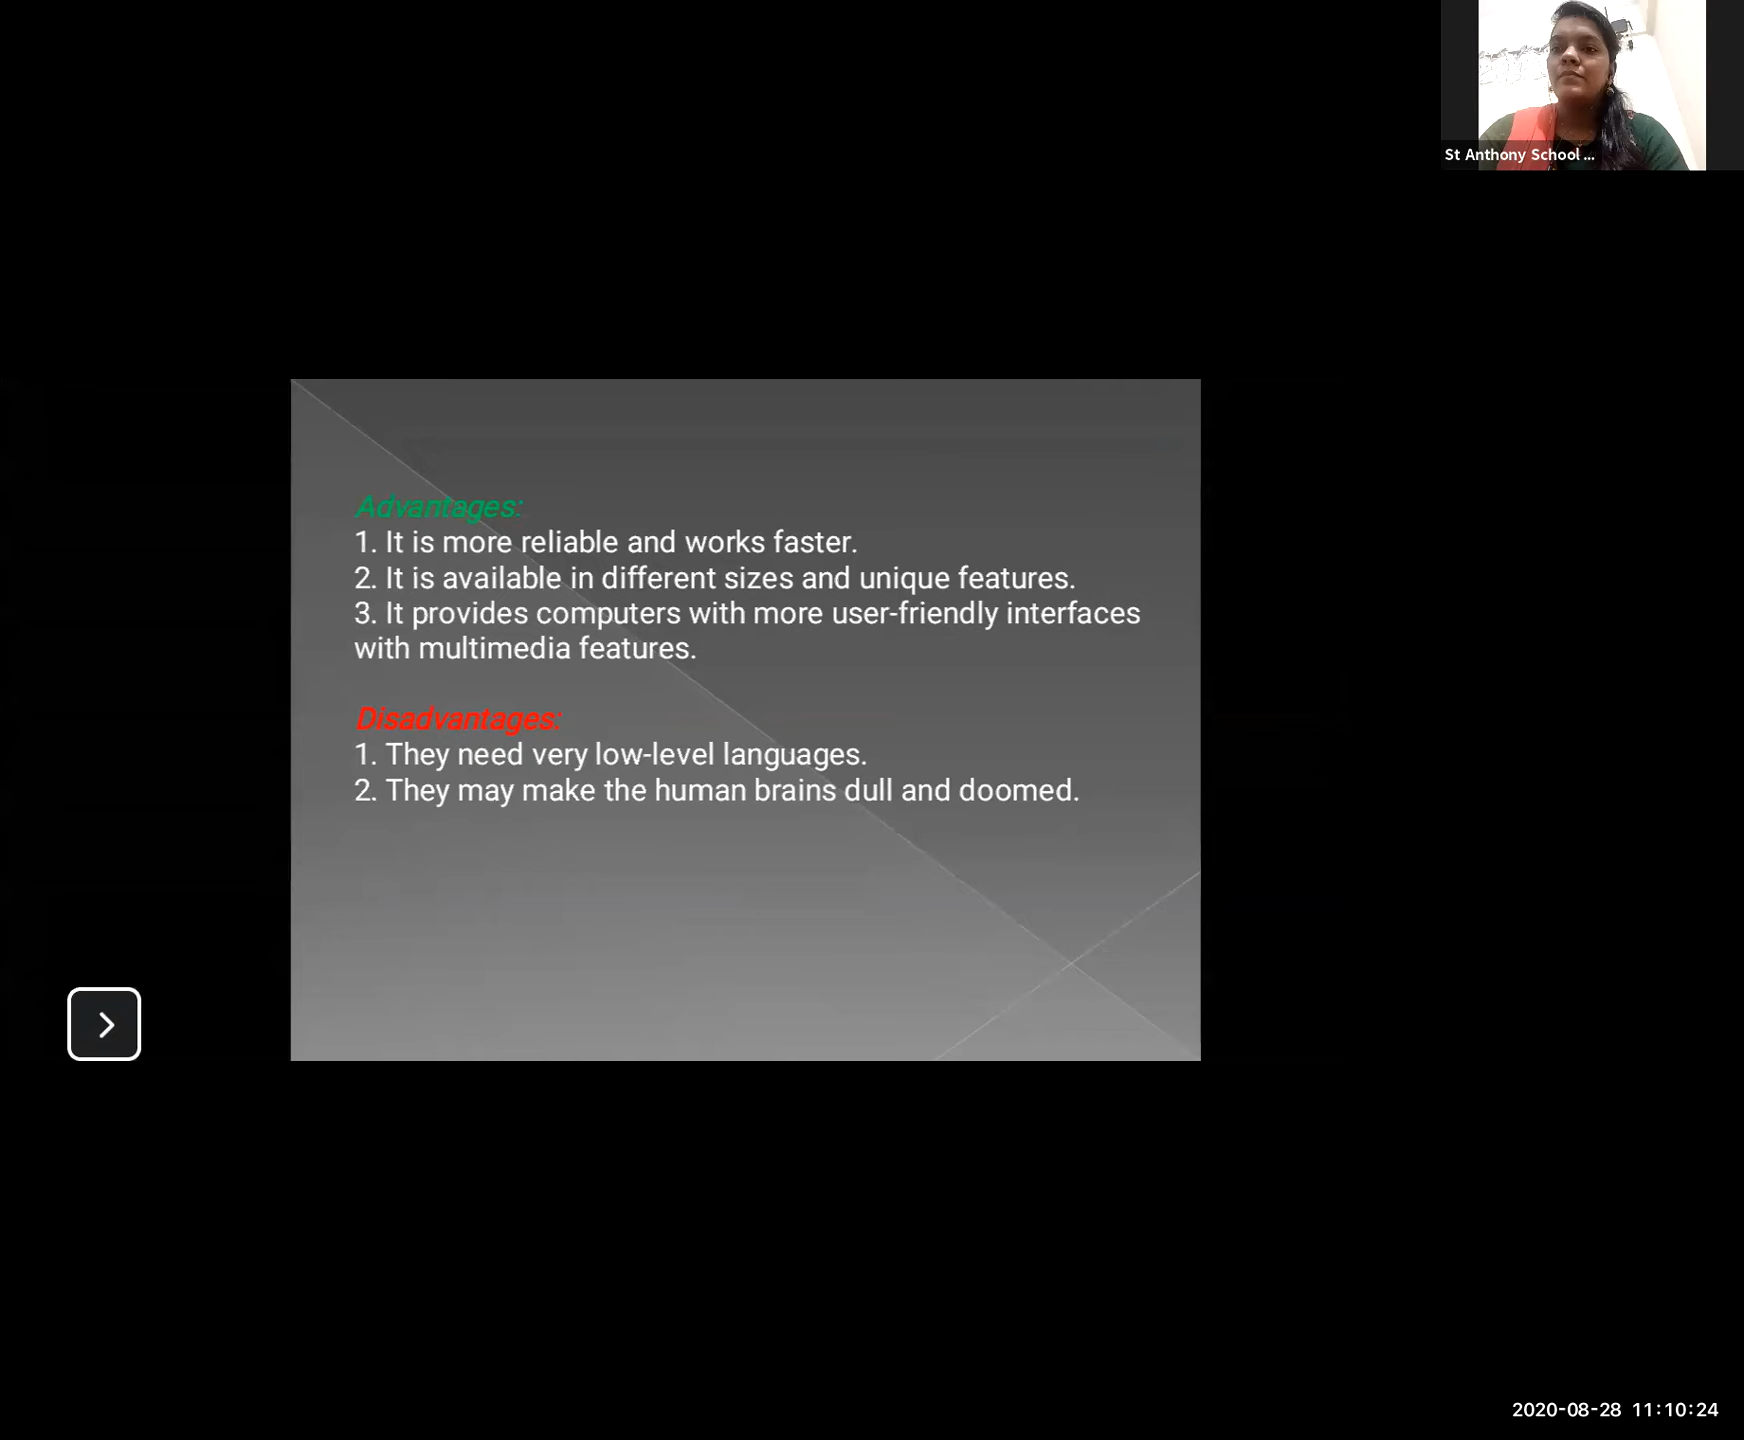 St Anthony School ...
Advantages:
1. It is more reliable and works faster.
2. It is available in different sizes and unique features.
3. It provides computers with more user-friendly interfaces
with multimedia features.
Disadvantages:
1. They need very low-level languages.
2. They may make the human brains dull and doomed.
2020-08-28 11:10:24